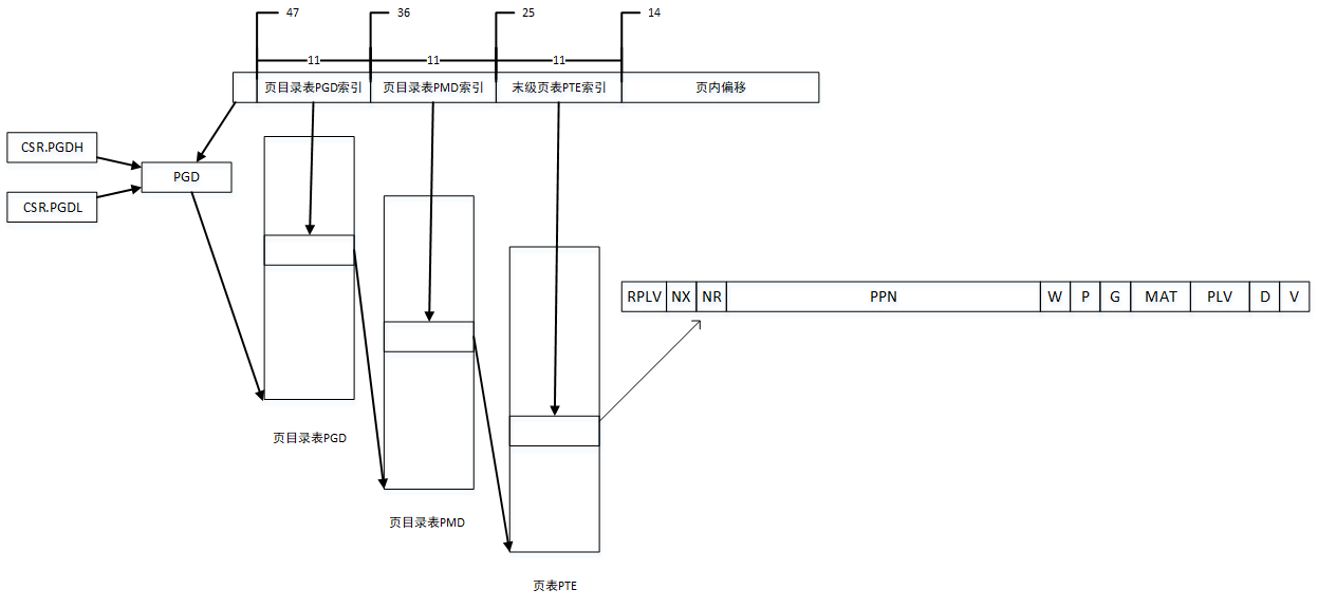 47 36 25 14
11 11 11
页目录表PGD索引 页目录表PMD索引 末级页表PTE索引 页内偏移
CSR.PGDH
PGD
CSR.PGDL
RPLV NX NR PPN W P G MAT PLV D V
页目录表PGD
页目录表PMD
页表PTE